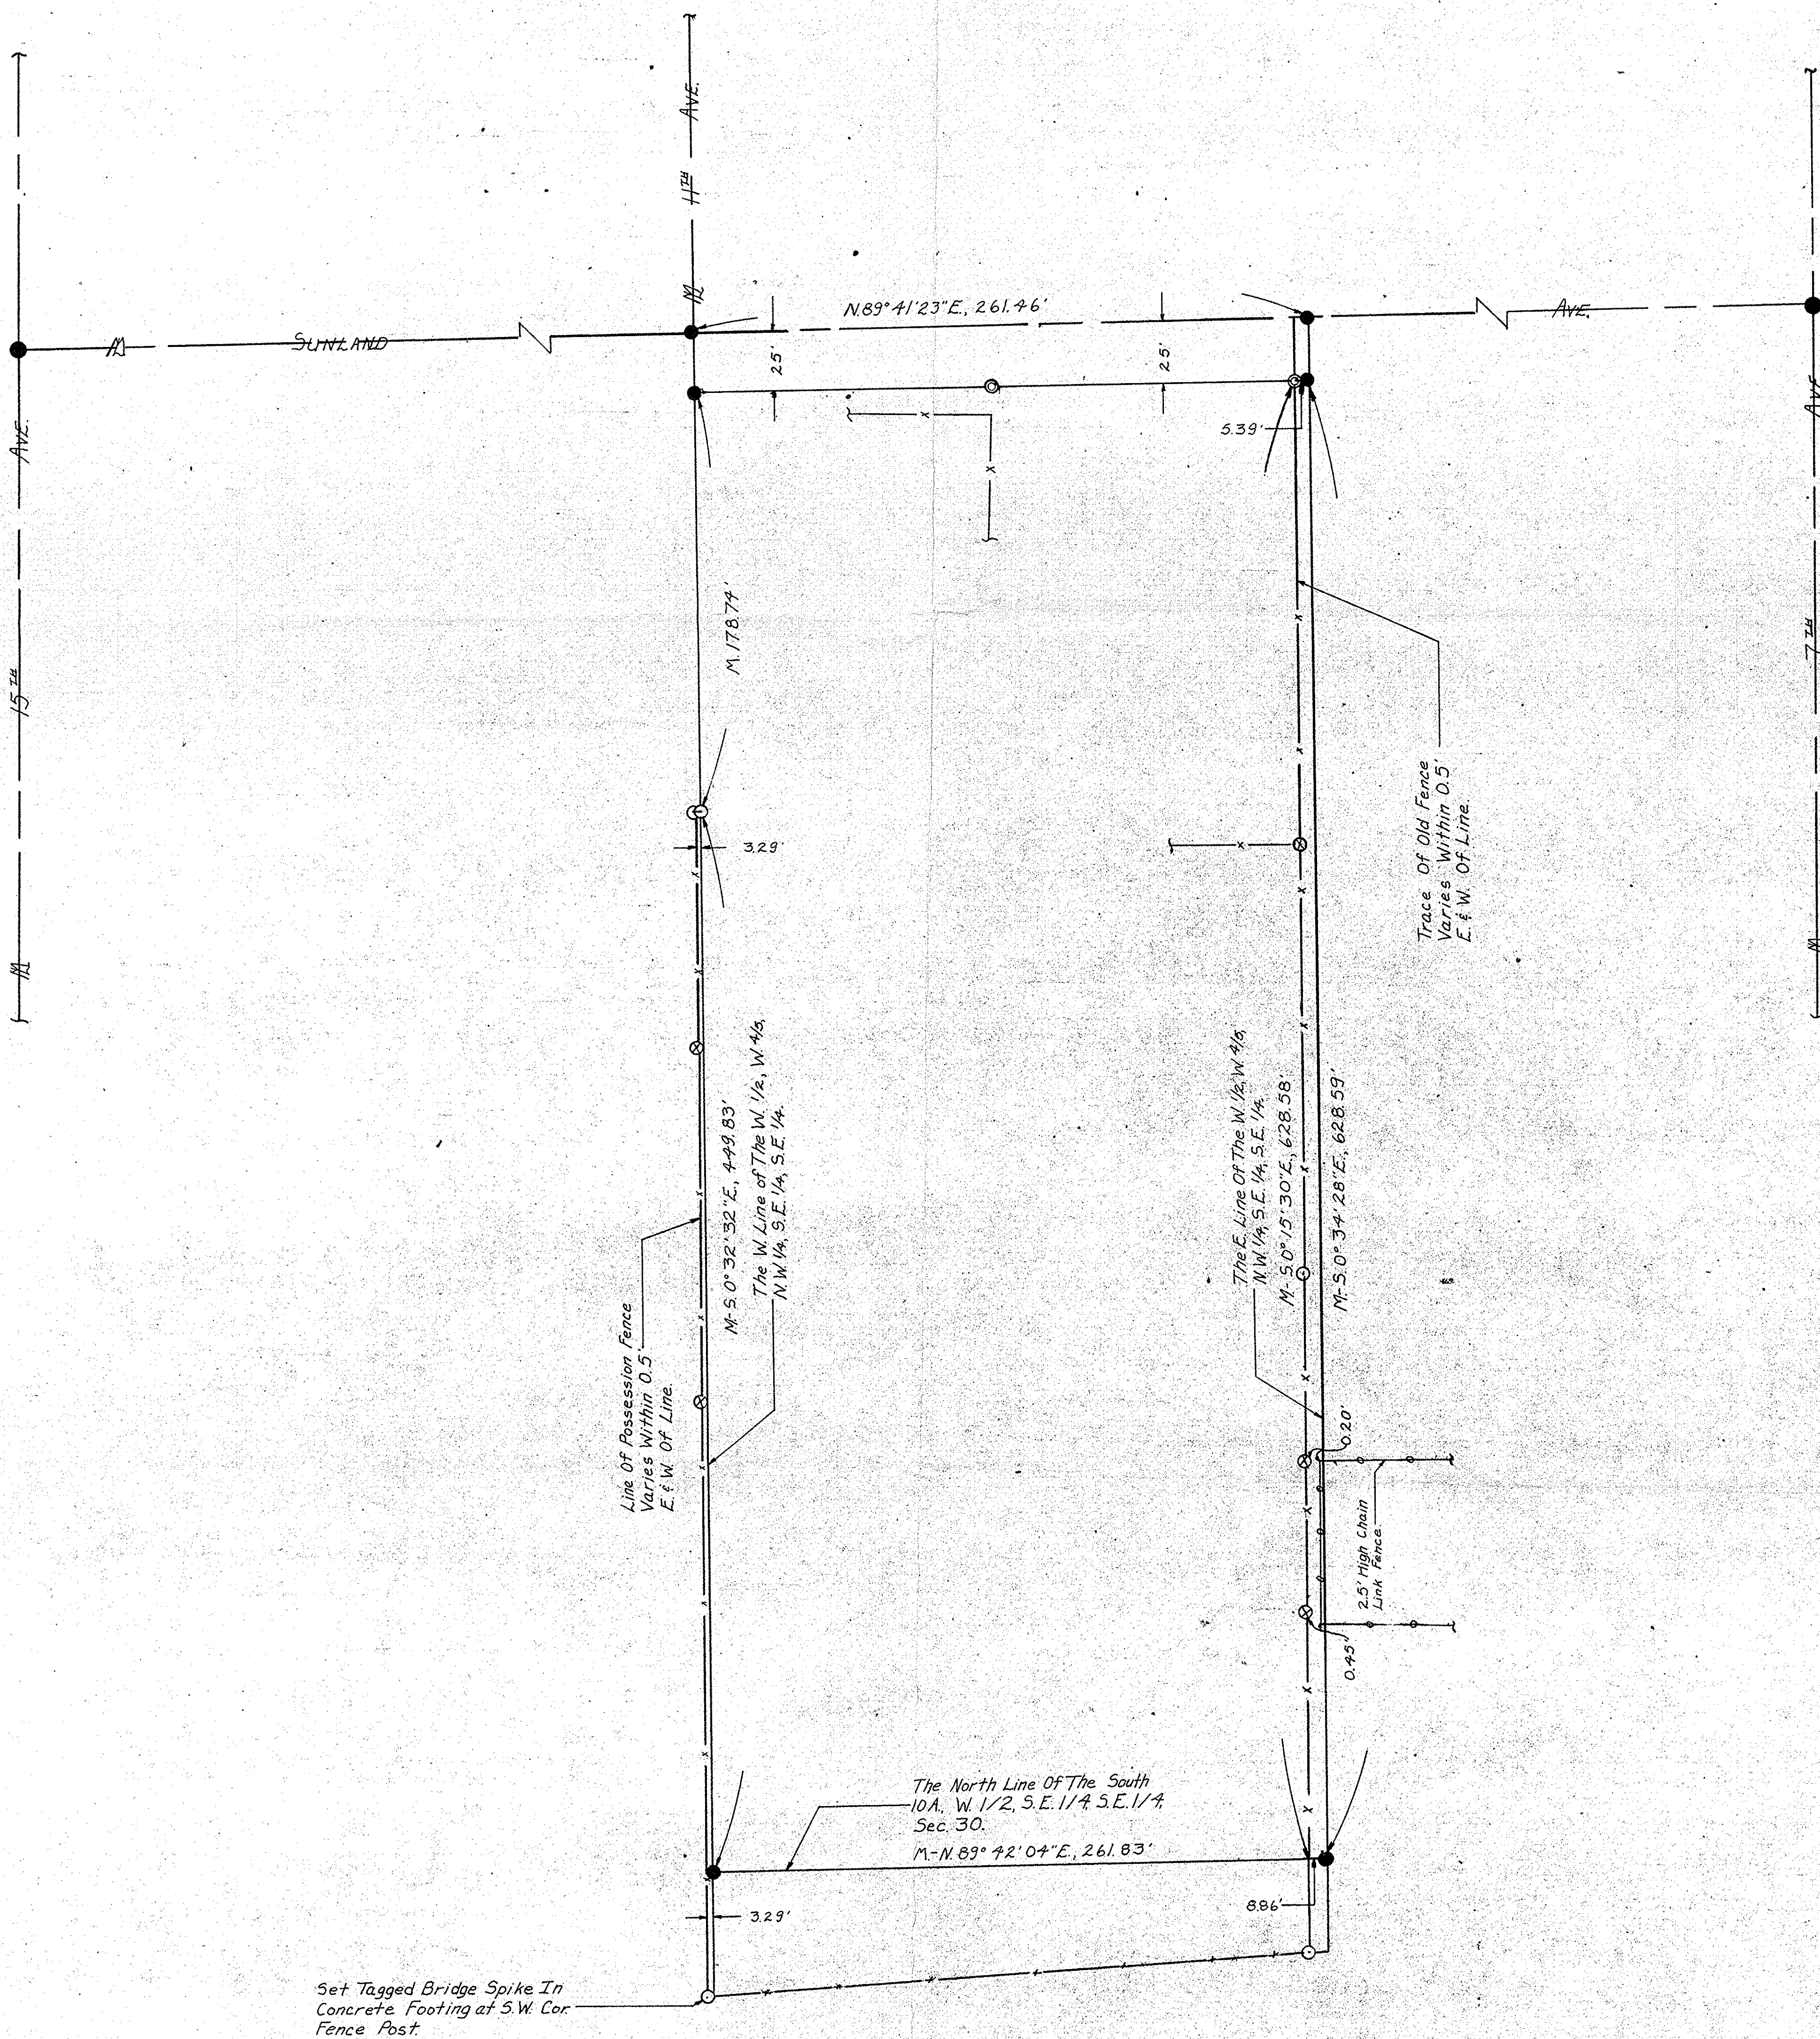 AVE.
11TH
N.89°41'23"E., 261.46'
AVE.
SUNLAND
25'
25'
AVE.
AVE.
5.39'
M. 178.74'
15TH
7TH
3.29'
Trace Of Old Fence
Varies Within 0.5'
E. & W. Of Line.
M-S.0°32'32"E., 449.83'
The W. Line of The W. 1/2, W. 4/5,
N.W. 1/4, S.E. 1/4, S.E. 1/4.
The E. Line Of The W. 1/2, W. 4/5,
N.W. 1/4, S.E. 1/4, S.E. 1/4.
M-S.0°15'30"E., 628.58'
M-S.0°34'28"E., 628.59'
Line Of Possession Fence
Varies Within 0.5'
E. & W. Of Line.
0.20'
2.5' High Chain
Link Fence.
0.45'
The North Line Of The South
10A., W. 1/2, S.E. 1/4, S.E. 1/4,
Sec. 30.
M.-N.89°42'04"E., 261.83'
8.86'
3.29'
Set Tagged Bridge Spike In
Concrete Footing at S.W. Cor.
Fence Post.